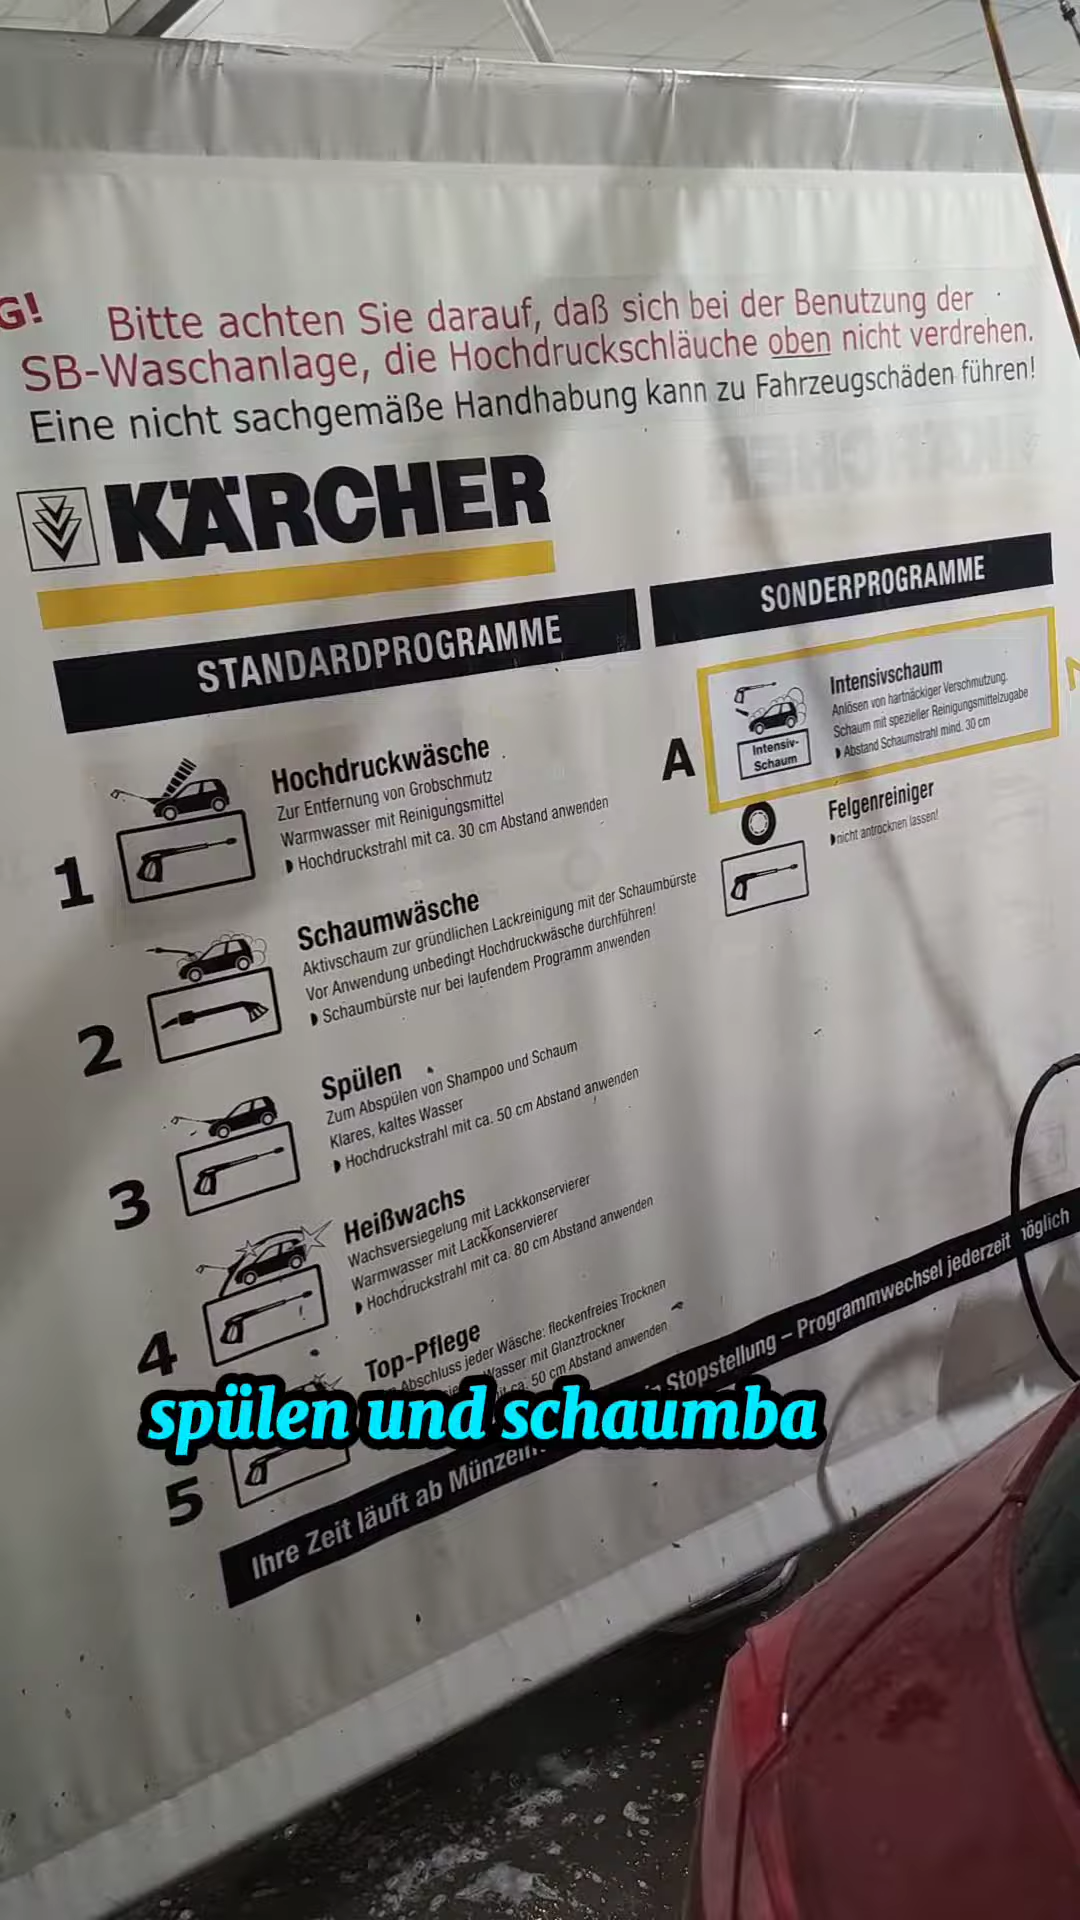 G!
Bitte achten Sie darauf, daß sich bei der Benutzung der
SB-Waschanlage, die Hochdruckschläuche oben nicht verdrehen.
Eine nicht sachgemäße Handhabung kann zu Fahrzeugschäden führen!
KÄRCHER
STANDARDPROGRAMME
1
Hochdruckwäsche
Zur Entfernung von Grobschmutz
Warmwasser mit Reinigungsmittel
Hochdruckstrahl mit ca. 30 cm Abstand anwenden
2
Schaumwäsche
Aktivschaum zur gründlichen Lackreinigung mit der Schaumbürste
Vor Anwendung unbedingt Hochdruckwäsche durchführen!
Schaumbürste nur bei laufendem Programm anwenden
3
Spülen
Zum Abspülen von Shampoo und Schaum
Klares, kaltes Wasser
Hochdruckstrahl mit ca. 50 cm Abstand anwenden
4
Heißwachs
Wachsversiegelung mit Lackkonservierer
Warmwasser mit Lackkonservierer
Hochdruckstrahl mit ca. 80 cm Abstand anwenden
5
Top-Pflege
Abschluss jeder Wäsche: fleckenfreies Trocknen
Wasser mit Glanztrockner
ca. 50 cm Abstand anwenden
SONDERPROGRAMME
A
Intensiv-
Schaum
Intensivschaum
Anlösen von hartnäckiger Verschmutzung.
Schaum mit spezieller Reinigungsmittelzugabe
Abstand Schaumstrahl mind. 30 cm
Felgenreiniger
nicht antrocknen lassen!
Ihre Zeit läuft ab Stopstellung – Programmwechsel jederzeit möglich
spülen und schaumba